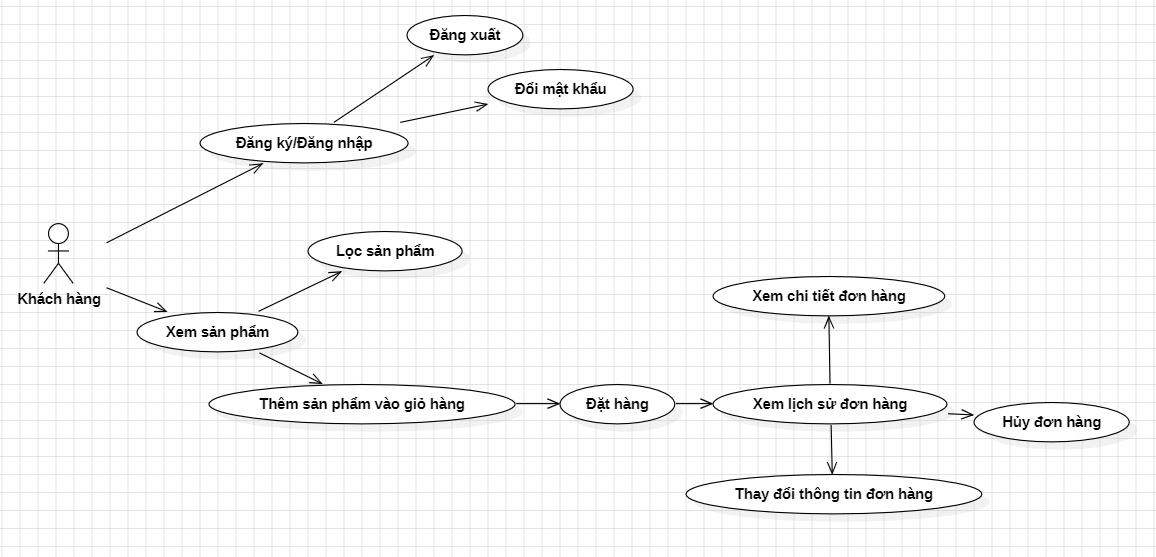 Đăng xuất
Đổi mật khẩu
Đăng ký/Đăng nhập
Lọc sản phẩm
Khách hàng
Xem chi tiết đơn hàng
Xem sản phẩm
Thêm sản phẩm vào giỏ hàng
Đặt hàng
Xem lịch sử đơn hàng
Hủy đơn hàng
Thay đổi thông tin đơn hàng